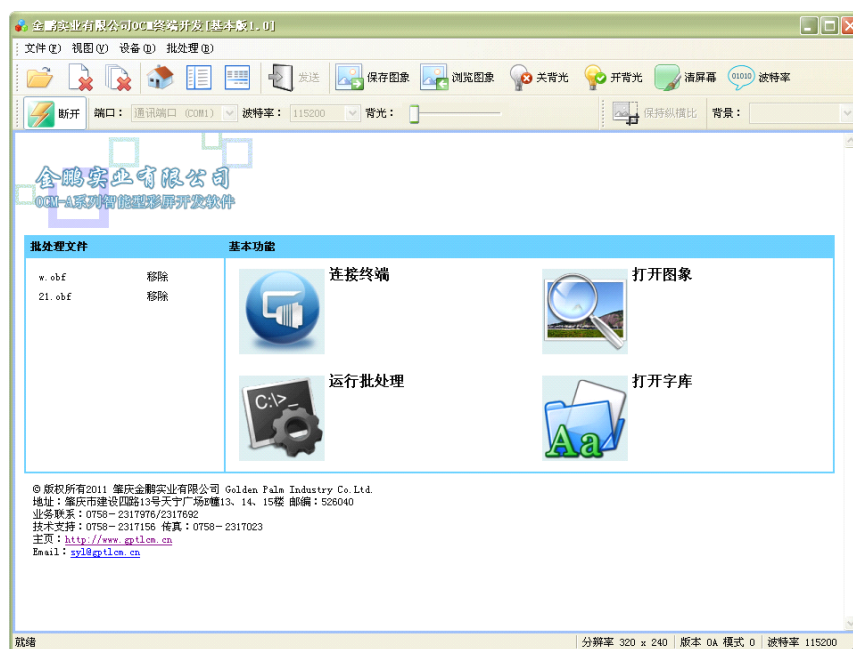 金鹏实业有限公司OCM终端开发[基本版1.0]
文件(F) 视图(V) 设备(D) 批处理(B)
发送 保存图象 浏览图象 关背光 开背光 清屏幕 01010 波特率
断开 端口： 通讯端口 (COM1) 波特率： 115200 背光： 保持纵横比 背景：
金鹏实业有限公司
OCM-A系列智能型彩屏开发软件
批处理文件 基本功能
w.obf 移除
21.obf 移除
连接终端 打开图象
C:\>_
运行批处理 打开字库
Aa
© 版权所有2011 肇庆金鹏实业有限公司 Golden Palm Industry Co.Ltd.
地址：肇庆市建设四路13号天宁广场B幢13、14、15楼 邮编：526040
业务联系：0758－2317976/2317692
技术支持：0758－2317156 传真：0758－2317023
主页：http://www.gptlcm.cn
Email：syl@gptlcm.cn
就绪 分辨率 320 x 240 版本 0A 模式 0 波特率 115200